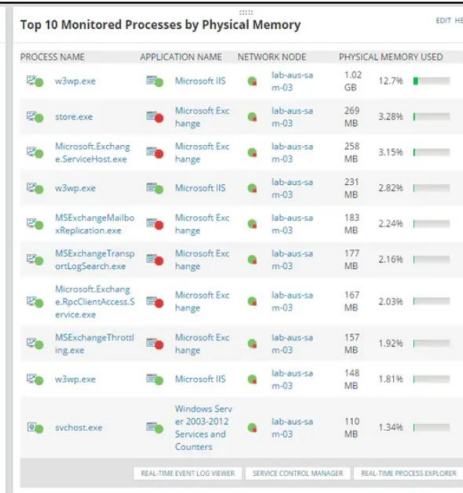 Top 10 Monitored Processes by Physical Memory
EDIT HE
PROCESS NAME APPLICATION NAME NETWORK NODE PHYSICAL MEMORY USED
w3wp.exe Microsoft IIS lab-aus-sa 1.02 12.7%
m-03 GB
store.exe Microsoft Exc lab-aus-sa 269 3.28%
hange m-03 MB
Microsoft.Exchang Microsoft Exc lab-aus-sa 258 3.15%
e.ServiceHost.exe hange m-03 MB
w3wp.exe Microsoft IIS lab-aus-sa 231 2.82%
m-03 MB
MSExchangeMailbo Microsoft Exc lab-aus-sa 183 2.24%
xReplication.exe hange m-03 MB
MSExchangeTransp Microsoft Exc lab-aus-sa 177 2.16%
ortLogSearch.exe hange m-03 MB
Microsoft.Exchang Microsoft Exc lab-aus-sa 167 2.03%
e.RpcClientAccess.S hange m-03 MB
ervice.exe
MSExchangeThrottl Microsoft Exc lab-aus-sa 157 1.92%
ing.exe hange m-03 MB
w3wp.exe Microsoft IIS lab-aus-sa 148 1.81%
m-03 MB
Windows Serv
er 2003-2012 lab-aus-sa 110
svchost.exe Services and m-03 MB 1.34%
Counters
REAL-TIME EVENT LOG VIEWER SERVICE CONTROL MANAGER REAL-TIME PROCESS EXPLORER